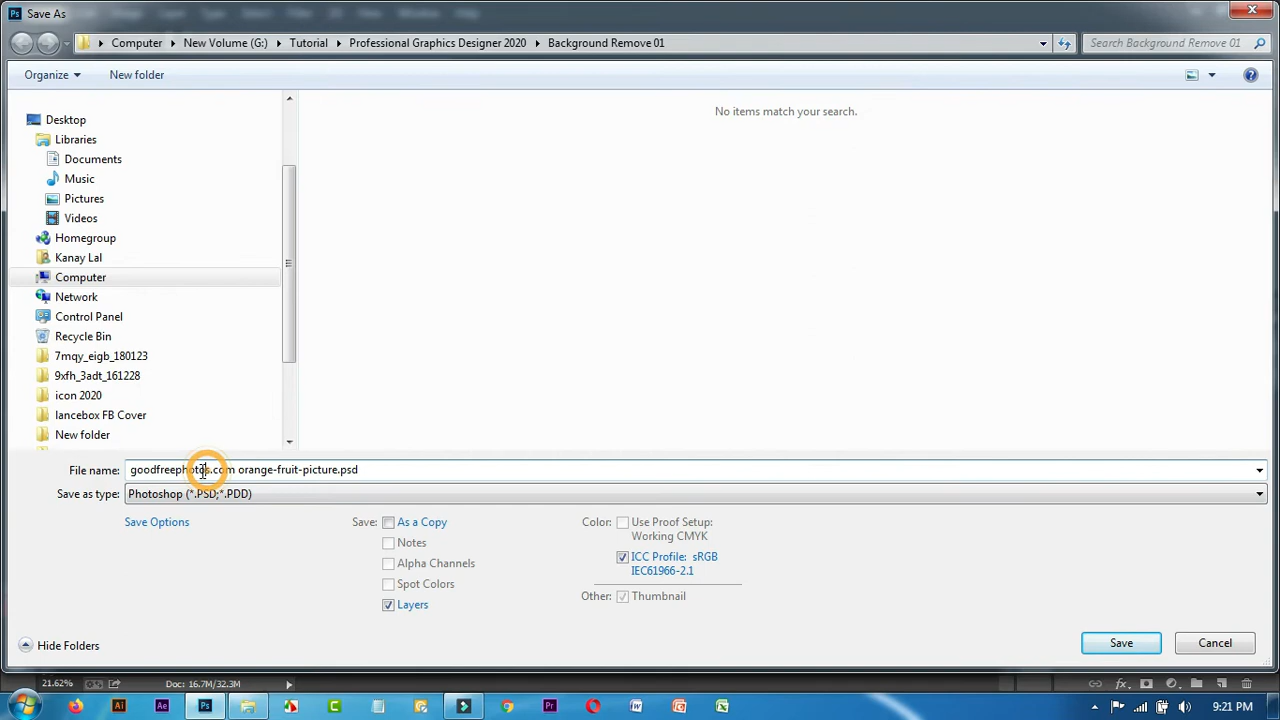 Save As
Computer New Volume (G:) Tutorial Professional Graphics Designer 2020 Background Remove 01
Search Background Remove 01
Organize New folder
Desktop
Libraries
Documents
Music
Pictures
Videos
Homegroup
Kanay Lal
Computer
Network
Control Panel
Recycle Bin
7mqy_eigb_180123
9xfh_3adt_161228
icon 2020
lancebox FB Cover
New folder
No items match your search.
File name: goodfreephotos.com orange-fruit-picture.psd
Save as type: Photoshop (*.PSD;*.PDD)
Save Options
Save: As a Copy
Notes
Alpha Channels
Spot Colors
Layers
Color: Use Proof Setup:
Working CMYK
ICC Profile: sRGB
IEC61966-2.1
Other: Thumbnail
Hide Folders
Save Cancel
21.62% Doc: 16.7M/32.3M
9:21 PM